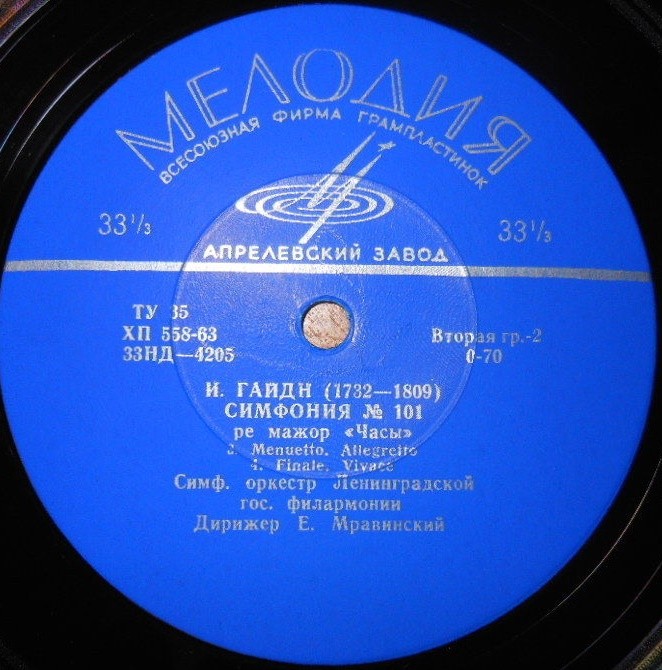 МЕЛОДИЯ
ВСЕСОЮЗНАЯ ФИРМА ГРАМПЛАСТИНОК
33⅓ 33⅓
АПРЕЛЕВСКИЙ ЗАВОД
ТУ 35
ХП 558-63
33НД—4205
Вторая гр.-2
0-70
И. ГАЙДН (1732—1809)
СИМФОНИЯ № 101
ре мажор «Часы»
3. Menuetto. Allegretto
4. Finale. Vivace
Симф. оркестр Ленинградской
гос. филармонии
Дирижер Е. Мравинский